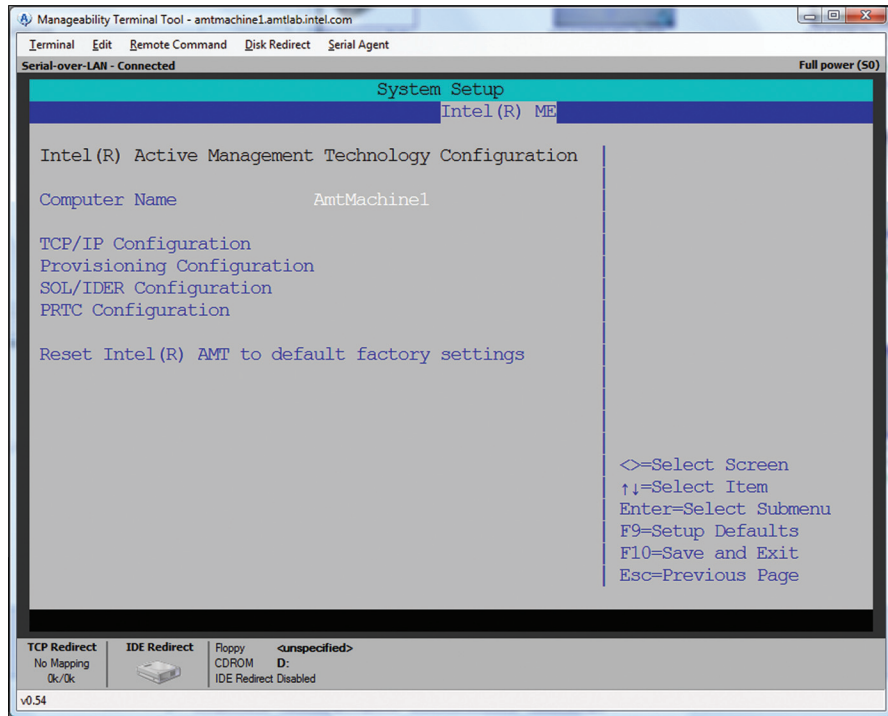 Manageability Terminal Tool - amtmachine1.amtlab.intel.com
Terminal Edit Remote Command Disk Redirect Serial Agent
Serial-over-LAN - Connected Full power (S0)
System Setup
Intel(R) ME
Intel(R) Active Management Technology Configuration
Computer Name AmtMachine1
TCP/IP Configuration
Provisioning Configuration
SOL/IDER Configuration
PRTC Configuration
Reset Intel(R) AMT to default factory settings
<>=Select Screen
↑↓=Select Item
Enter=Select Submenu
F9=Setup Defaults
F10=Save and Exit
Esc=Previous Page
TCP Redirect
No Mapping
0k/0k
IDE Redirect
Floppy <unspecified>
CDROM D:
IDE Redirect Disabled
v0.54